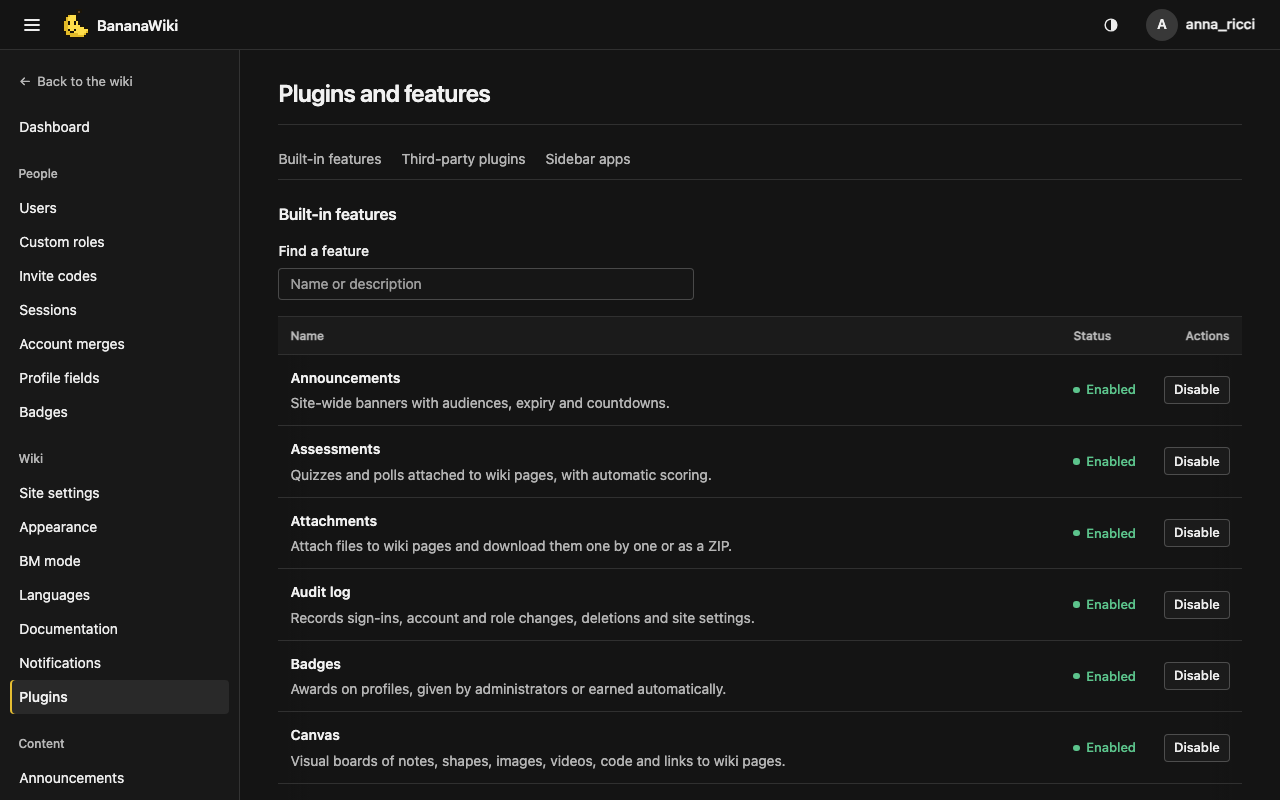 BananaWiki
A
anna_ricci
← Back to the wiki
Dashboard
People
Users
Custom roles
Invite codes
Sessions
Account merges
Profile fields
Badges
Wiki
Site settings
Appearance
BM mode
Languages
Documentation
Notifications
Plugins
Content
Announcements
Plugins and features
Built-in features Third-party plugins Sidebar apps
Built-in features
Find a feature
Name or description
Name Status Actions
Announcements
Site-wide banners with audiences, expiry and countdowns.
Enabled Disable
Assessments
Quizzes and polls attached to wiki pages, with automatic scoring.
Enabled Disable
Attachments
Attach files to wiki pages and download them one by one or as a ZIP.
Enabled Disable
Audit log
Records sign-ins, account and role changes, deletions and site settings.
Enabled Disable
Badges
Awards on profiles, given by administrators or earned automatically.
Enabled Disable
Canvas
Visual boards of notes, shapes, images, videos, code and links to wiki pages.
Enabled Disable